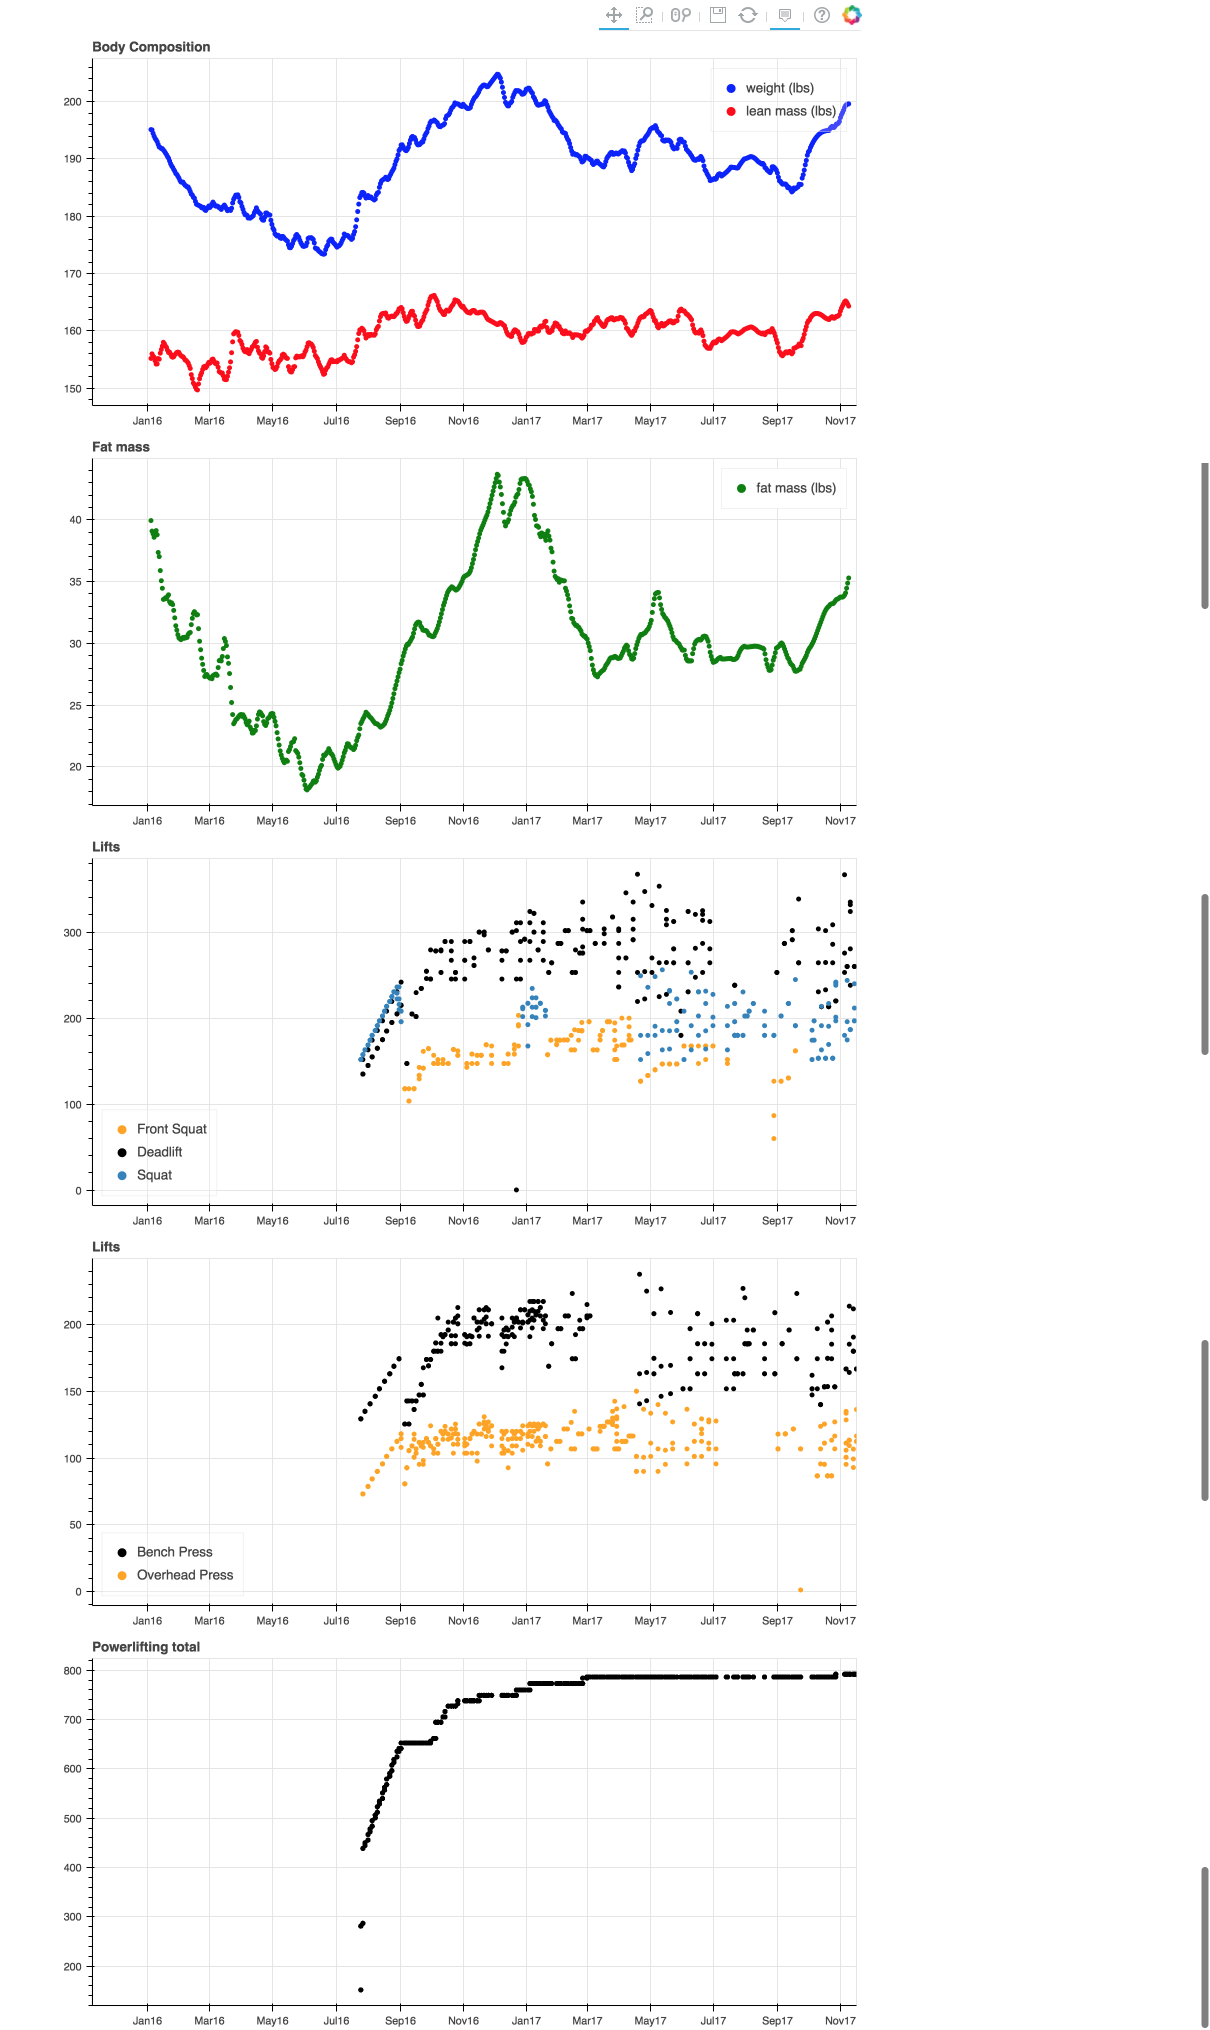 Body Composition
weight (lbs)
lean mass (lbs)
200
190
180
170
160
150
Jan16 Mar16 May16 Jul16 Sep16 Nov16 Jan17 Mar17 May17 Jul17 Sep17 Nov17
Fat mass
fat mass (lbs)
40
35
30
25
20
Jan16 Mar16 May16 Jul16 Sep16 Nov16 Jan17 Mar17 May17 Jul17 Sep17 Nov17
Lifts
300
200
100
0
Front Squat
Deadlift
Squat
Jan16 Mar16 May16 Jul16 Sep16 Nov16 Jan17 Mar17 May17 Jul17 Sep17 Nov17
Lifts
200
150
100
50
0
Bench Press
Overhead Press
Jan16 Mar16 May16 Jul16 Sep16 Nov16 Jan17 Mar17 May17 Jul17 Sep17 Nov17
Powerlifting total
800
700
600
500
400
300
200
Jan16 Mar16 May16 Jul16 Sep16 Nov16 Jan17 Mar17 May17 Jul17 Sep17 Nov17